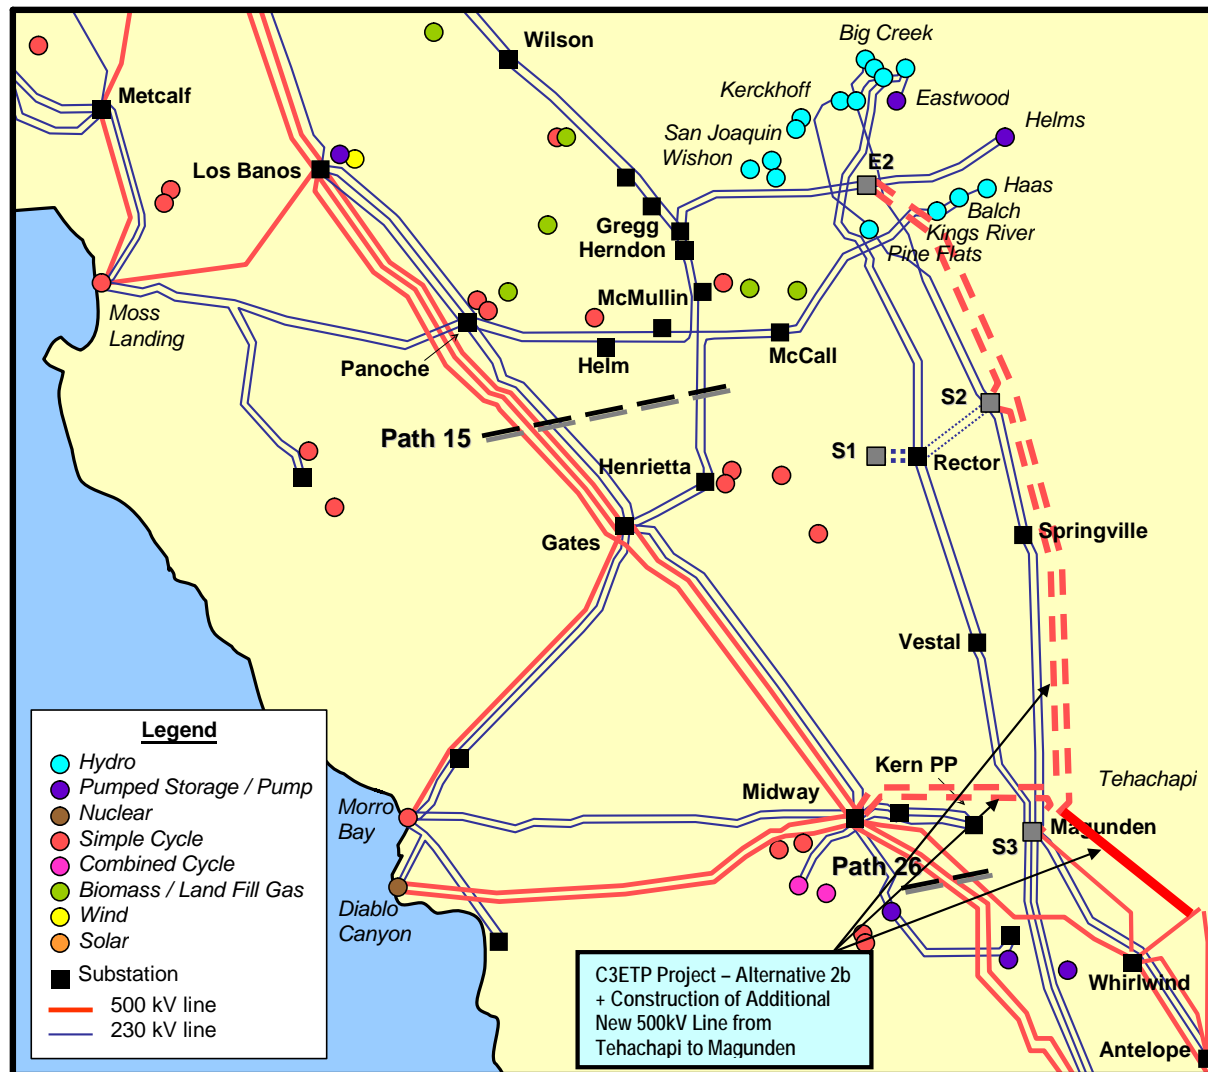 Big Creek
Wilson
Kerckhoff
Eastwood
Metcalf
Helms
San Joaquin
Wishon
E2
Los Banos
Haas
Balch
Gregg
Kings River
Herndon
Pine Flats
McMullin
Moss
Landing
McCall
Panoche
Helm
S2
Path 15
S1
Rector
Henrietta
Springville
Gates
Vestal
Legend
Hydro
Pumped Storage / Pump
Nuclear
Simple Cycle
Combined Cycle
Biomass / Land Fill Gas
Wind
Solar
Substation
500 kV line
230 kV line
Kern PP
Tehachapi
Midway
Morro
Bay
Magunden
S3
Path 26
Diablo
Canyon
C3ETP Project – Alternative 2b
+ Construction of Additional
New 500kV Line from
Tehachapi to Magunden
Whirlwind
Antelope